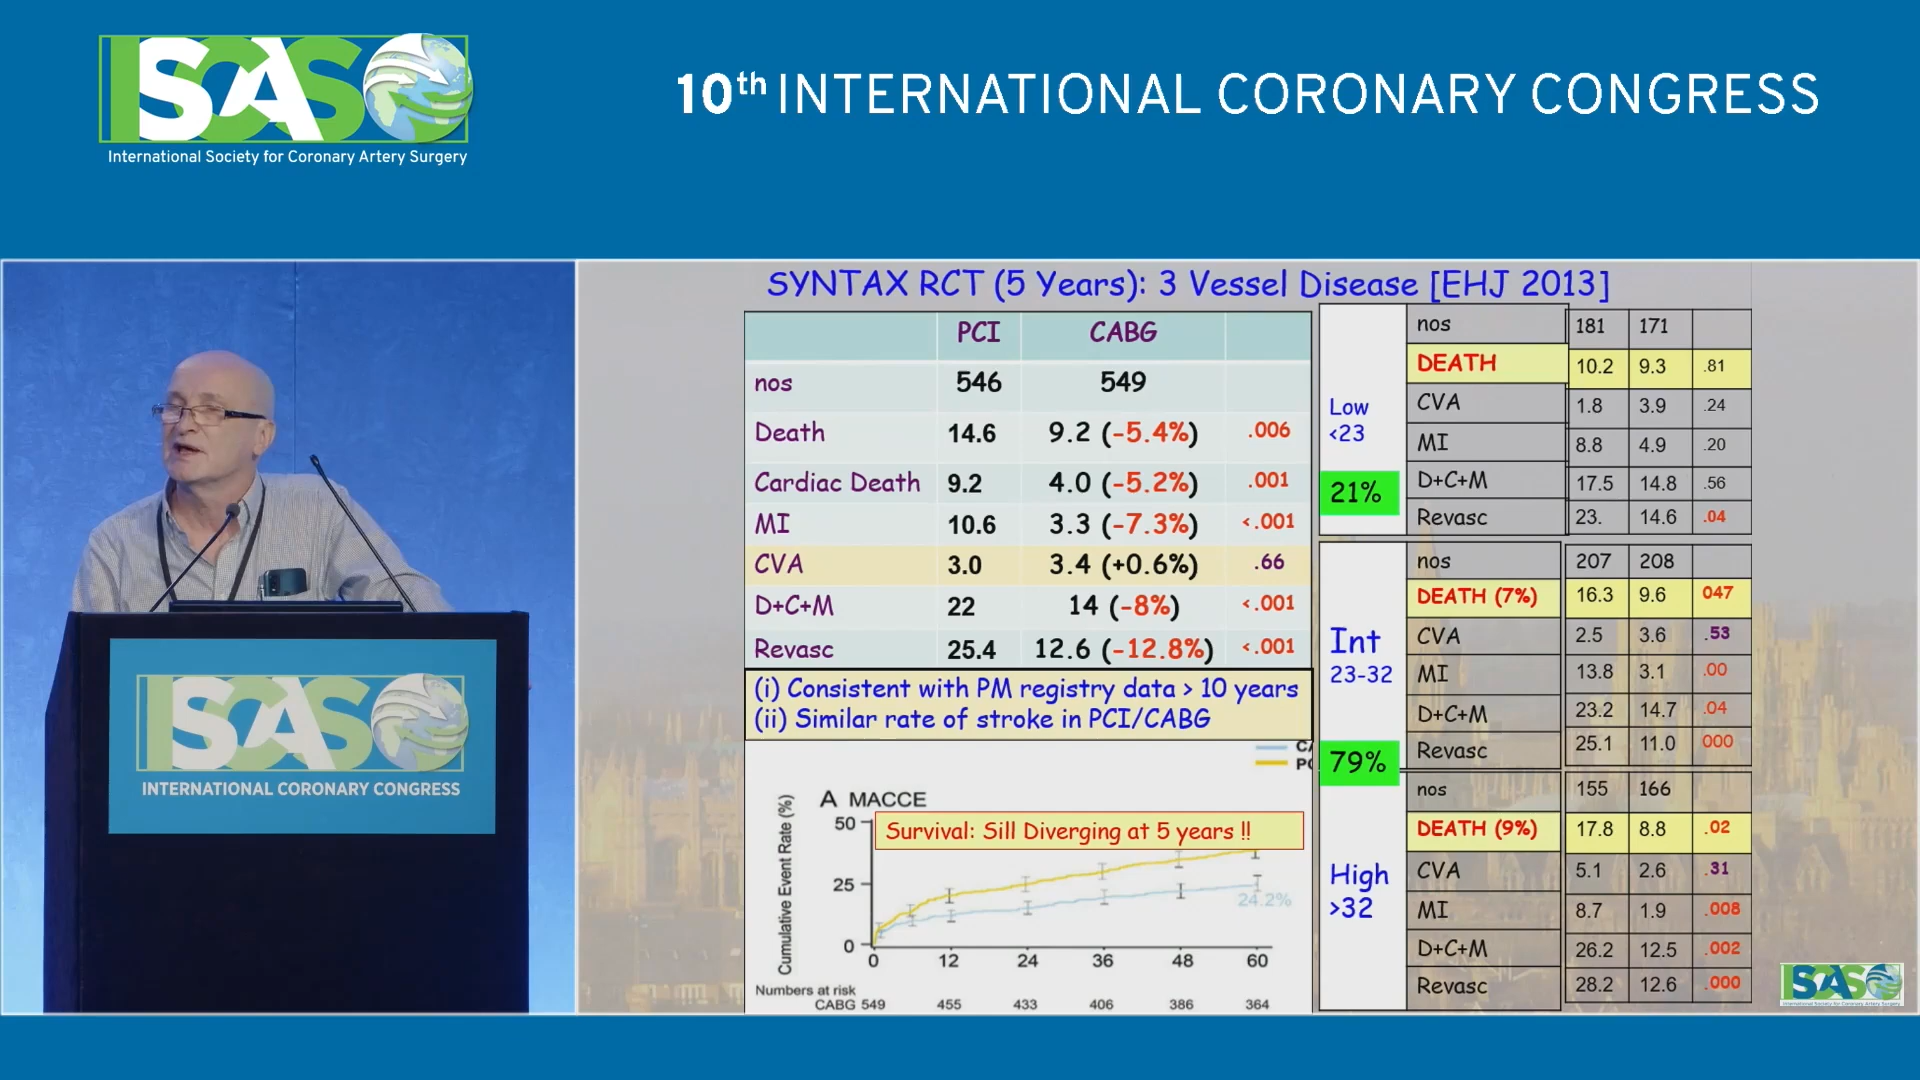 ISCAS
International Society for Coronary Artery Surgery
10th INTERNATIONAL CORONARY CONGRESS
ISCAS
INTERNATIONAL CORONARY CONGRESS
SYNTAX RCT (5 Years): 3 Vessel Disease [EHJ 2013]
PCI CABG
nos 546 549
Death 14.6 9.2 (-5.4%) .006
Cardiac Death 9.2 4.0 (-5.2%) .001
MI 10.6 3.3 (-7.3%) <.001
CVA 3.0 3.4 (+0.6%) .66
D+C+M 22 14 (-8%) <.001
Revasc 25.4 12.6 (-12.8%) <.001
(i) Consistent with PM registry data > 10 years
(ii) Similar rate of stroke in PCI/CABG
A MACCE
Survival: Sill Diverging at 5 years !!
Cumulative Event Rate (%)
50
25
0
24.2%
0 12 24 36 48 60
Numbers at risk
CABG 549 455 433 406 386 364
Low
<23
21%
nos 181 171
DEATH 10.2 9.3 .81
CVA 1.8 3.9 .24
MI 8.8 4.9 .20
D+C+M 17.5 14.8 .56
Revasc 23. 14.6 .04
Int
23-32
79%
nos 207 208
DEATH (7%) 16.3 9.6 047
CVA 2.5 3.6 .53
MI 13.8 3.1 .00
D+C+M 23.2 14.7 .04
Revasc 25.1 11.0 000
High
>32
nos 155 166
DEATH (9%) 17.8 8.8 .02
CVA 5.1 2.6 .31
MI 8.7 1.9 .008
D+C+M 26.2 12.5 .002
Revasc 28.2 12.6 .000
ISCAS
International Society for Coronary Artery Surgery